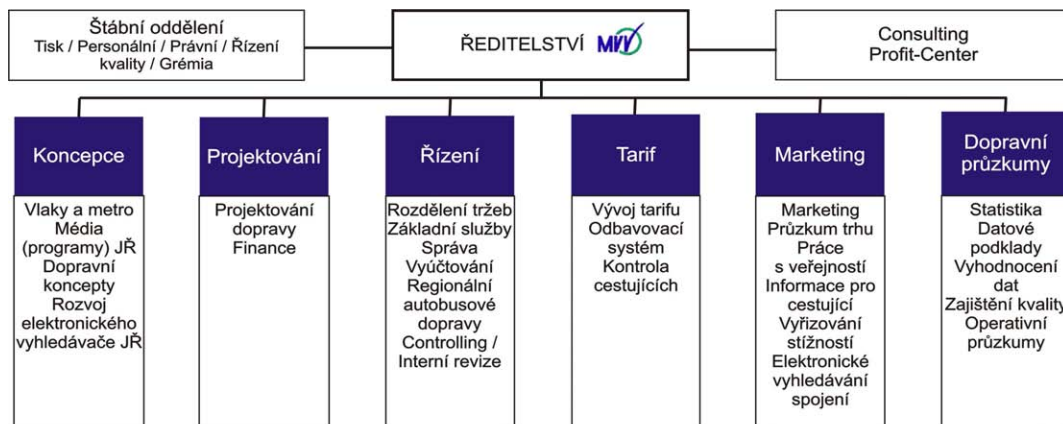 Štábní oddělení
Tisk / Personální / Právní / Řízení
kvality / Grémia
ŘEDITELSTVÍ MVV
Consulting
Profit-Center
Koncepce
Vlaky a metro
Média
(programy) JŘ
Dopravní
koncepty
Rozvoj
elektronického
vyhledávače JŘ
Projektování
Projektování
dopravy
Finance
Řízení
Rozdělení tržeb
Základní služby
Správa
Vyúčtování
Regionální
autobusové
dopravy
Controlling /
Interní revize
Tarif
Vývoj tarifu
Odbavovací
systém
Kontrola
cestujících
Marketing
Marketing
Průzkum trhu
Práce
s veřejností
Informace pro
cestující
Vyřizování
stížností
Elektronické
vyhledávání
spojení
Dopravní
průzkumy
Statistika
Datové
podklady
Vyhodnocení
dat
Zajištění kvality
Operativní
průzkumy